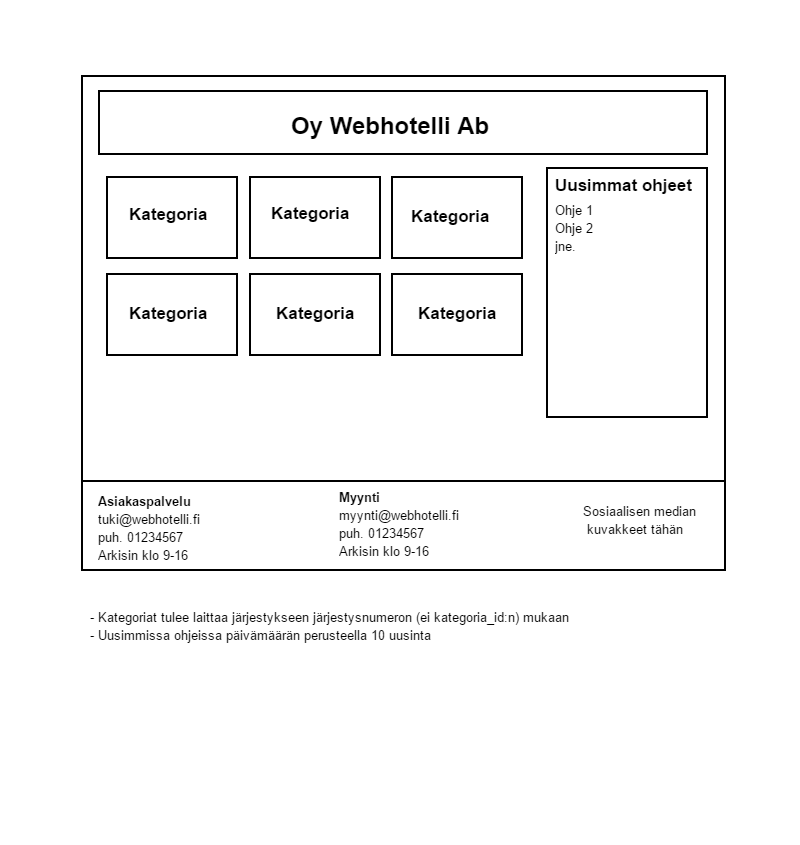 Oy Webhotelli Ab
Kategoria
Kategoria
Kategoria
Kategoria
Kategoria
Kategoria
Uusimmat ohjeet
Ohje 1
Ohje 2
jne.
Asiakaspalvelu
tuki@webhotelli.fi
puh. 01234567
Arkisin klo 9-16
Myynti
myynti@webhotelli.fi
puh. 01234567
Arkisin klo 9-16
Sosiaalisen median
kuvakkeet tähän
- Kategoriat tulee laittaa järjestykseen järjestysnumeron (ei kategoria_id:n) mukaan
- Uusimmissa ohjeissa päivämäärän perusteella 10 uusinta